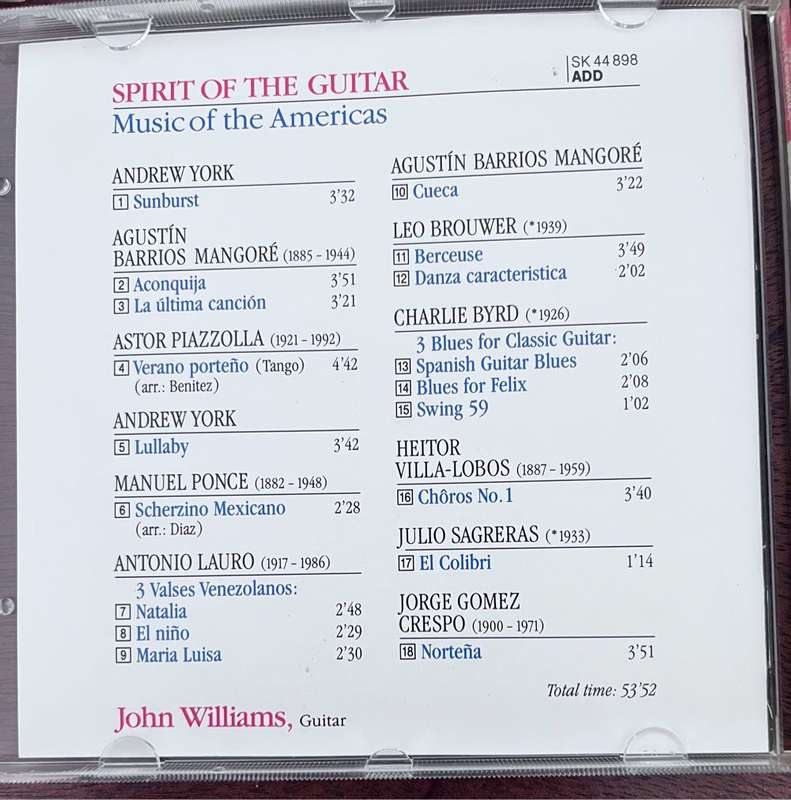 SPIRIT OF THE GUITAR
Music of the Americas
SK 44 898
ADD
ANDREW YORK
1 Sunburst 3'32
AGUSTÍN
BARRIOS MANGORÉ (1885 - 1944)
2 Aconquija 3'51
3 La última canción 3'21
ASTOR PIAZZOLLA (1921 - 1992)
4 Verano porteño (Tango) 4'42
(arr.: Benitez)
ANDREW YORK
5 Lullaby 3'42
MANUEL PONCE (1882 - 1948)
6 Scherzino Mexicano 2'28
(arr.: Diaz)
ANTONIO LAURO (1917 - 1986)
3 Valses Venezolanos:
7 Natalia 2'48
8 El niño 2'29
9 Maria Luisa 2'30
John Williams, Guitar
AGUSTÍN BARRIOS MANGORÉ
10 Cueca 3'22
LEO BROUWER (*1939)
11 Berceuse 3'49
12 Danza caracteristica 2'02
CHARLIE BYRD (*1926)
3 Blues for Classic Guitar:
13 Spanish Guitar Blues 2'06
14 Blues for Felix 2'08
15 Swing 59 1'02
HEITOR
VILLA-LOBOS (1887 - 1959)
16 Chôros No. 1 3'40
JULIO SAGRERAS (*1933)
17 El Colibri 1'14
JORGE GOMEZ
CRESPO (1900 - 1971)
18 Norteña 3'51
Total time: 53'52